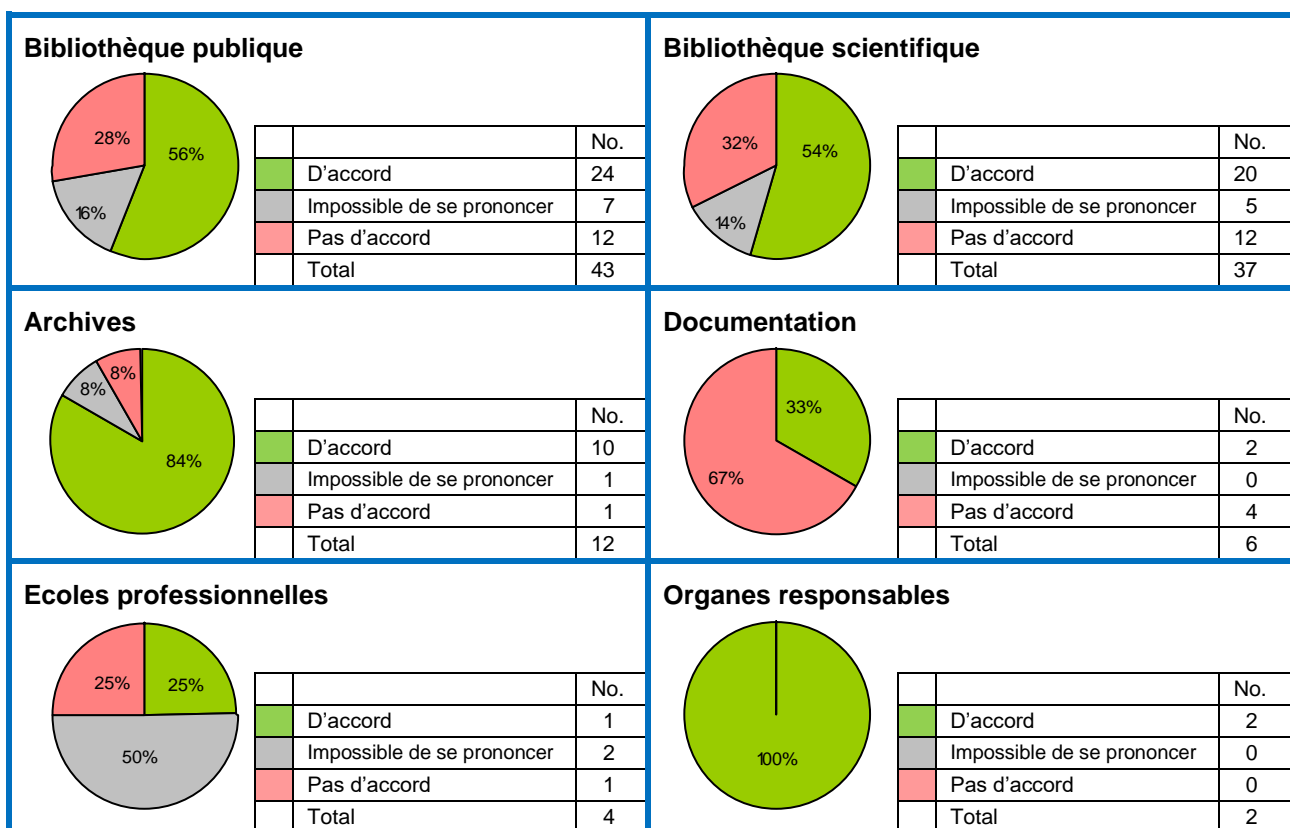 Bibliothèque publique
28%
56%
16%
No.
D'accord 24
Impossible de se prononcer 7
Pas d'accord 12
Total 43
Bibliothèque scientifique
32%
54%
14%
No.
D'accord 20
Impossible de se prononcer 5
Pas d'accord 12
Total 37
Archives
8%
8%
84%
No.
D'accord 10
Impossible de se prononcer 1
Pas d'accord 1
Total 12
Documentation
33%
67%
No.
D'accord 2
Impossible de se prononcer 0
Pas d'accord 4
Total 6
Ecoles professionnelles
25%
25%
50%
No.
D'accord 1
Impossible de se prononcer 2
Pas d'accord 1
Total 4
Organes responsables
100%
No.
D'accord 2
Impossible de se prononcer 0
Pas d'accord 0
Total 2